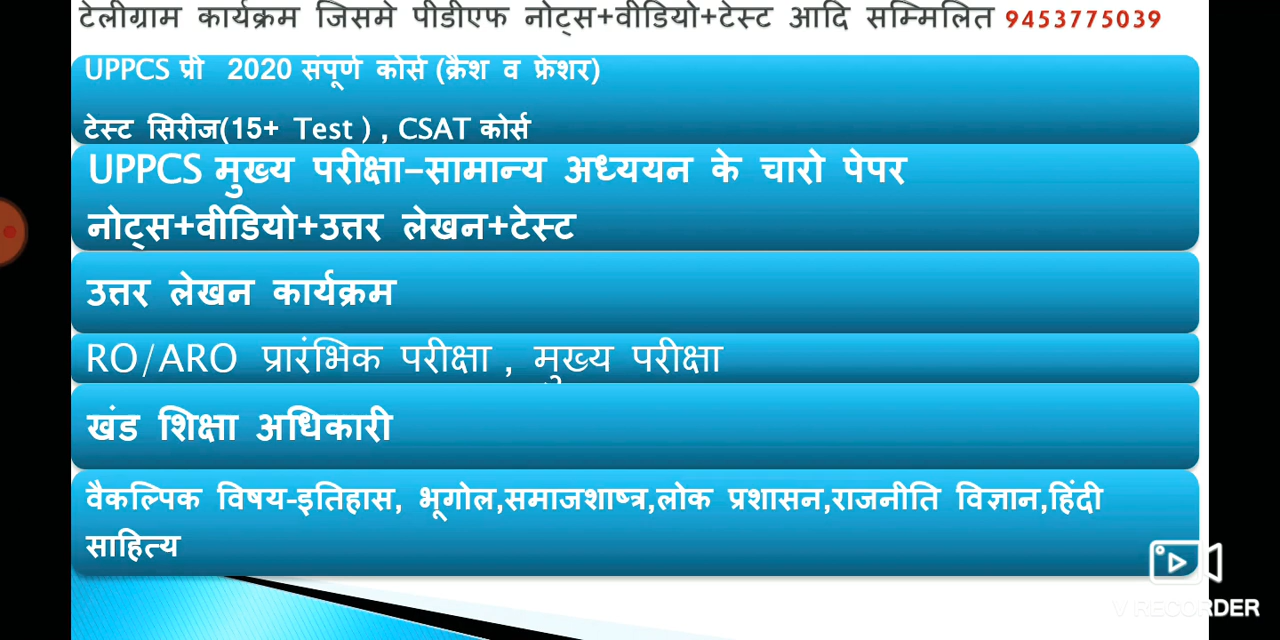 टेलीग्राम कार्यक्रम जिसमे पीडीएफ नोट्स+वीडियो+टेस्ट आदि सम्मिलित 9453775039
UPPCS प्री 2020 संपूर्ण कोर्स (क्रैश व फ्रेशर)
टेस्ट सिरीज(15+ Test ) , CSAT कोर्स
UPPCS मुख्य परीक्षा-सामान्य अध्ययन के चारो पेपर
नोट्स+वीडियो+उत्तर लेखन+टेस्ट
उत्तर लेखन कार्यक्रम
RO/ARO प्रारंभिक परीक्षा , मुख्य परीक्षा
खंड शिक्षा अधिकारी
वैकल्पिक विषय-इतिहास, भूगोल,समाजशाष्त्र,लोक प्रशासन,राजनीति विज्ञान,हिंदी
साहित्य
V RECORDER